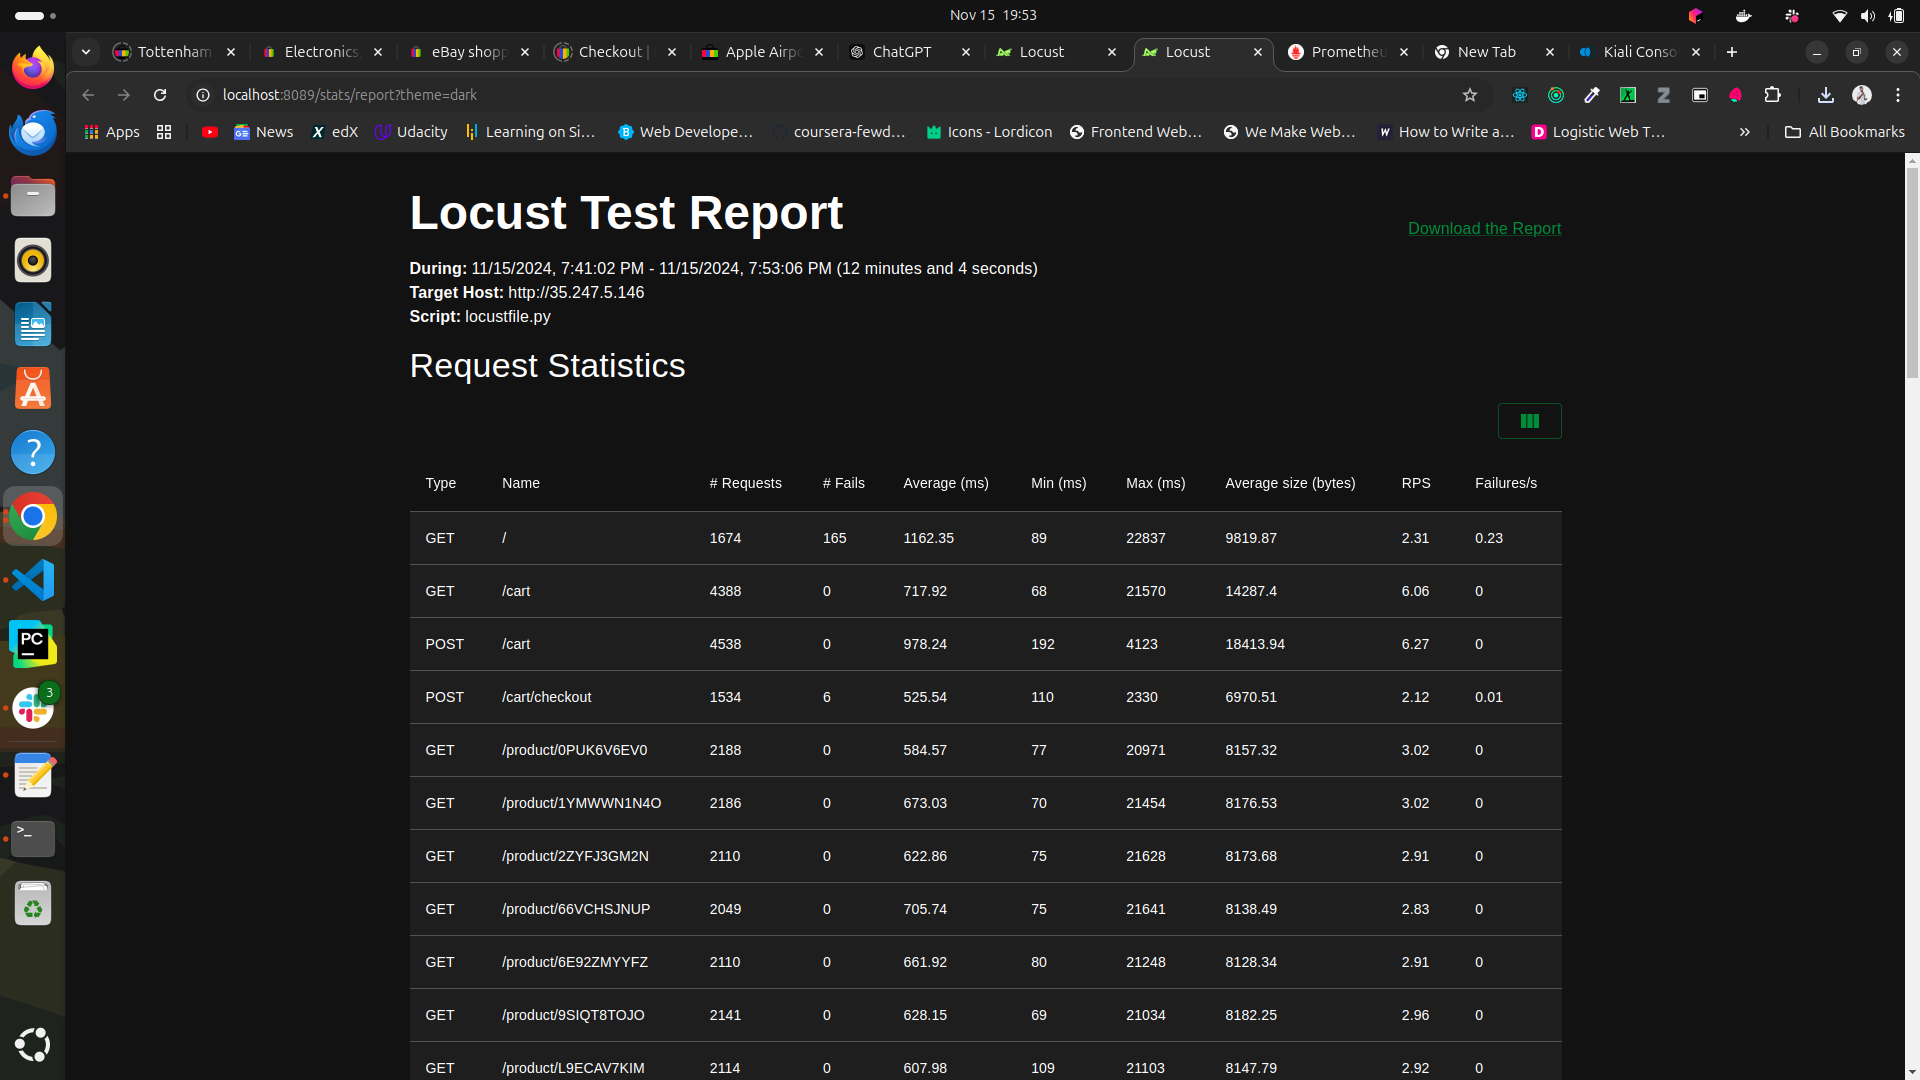 Nov 15 19:53
Tottenham
Electronics,
eBay shopp
Checkout |
Apple Airp
ChatGPT
Locust
Locust
Prometheu
New Tab
Kiali Conso
localhost:8089/stats/report?theme=dark
Apps
News
edX
Udacity
Learning on Si...
Web Develope...
coursera-fewd...
Icons - Lordicon
Frontend Web...
We Make Web...
How to Write a...
Logistic Web T...
All Bookmarks
Locust Test Report
Download the Report
During: 11/15/2024, 7:41:02 PM - 11/15/2024, 7:53:06 PM (12 minutes and 4 seconds)
Target Host: http://35.247.5.146
Script: locustfile.py
Request Statistics
Type Name # Requests # Fails Average (ms) Min (ms) Max (ms) Average size (bytes) RPS Failures/s
GET / 1674 165 1162.35 89 22837 9819.87 2.31 0.23
GET /cart 4388 0 717.92 68 21570 14287.4 6.06 0
POST /cart 4538 0 978.24 192 4123 18413.94 6.27 0
POST /cart/checkout 1534 6 525.54 110 2330 6970.51 2.12 0.01
GET /product/0PUK6V6EV0 2188 0 584.57 77 20971 8157.32 3.02 0
GET /product/1YMWWN1N4O 2186 0 673.03 70 21454 8176.53 3.02 0
GET /product/2ZYFJ3GM2N 2110 0 622.86 75 21628 8173.68 2.91 0
GET /product/66VCHSJNUP 2049 0 705.74 75 21641 8138.49 2.83 0
GET /product/6E92ZMYYFZ 2110 0 661.92 80 21248 8128.34 2.91 0
GET /product/9SIQT8TOJO 2141 0 628.15 69 21034 8182.25 2.96 0
GET /product/L9ECAV7KIM 2114 0 607.98 109 21103 8147.79 2.92 0
PC
3